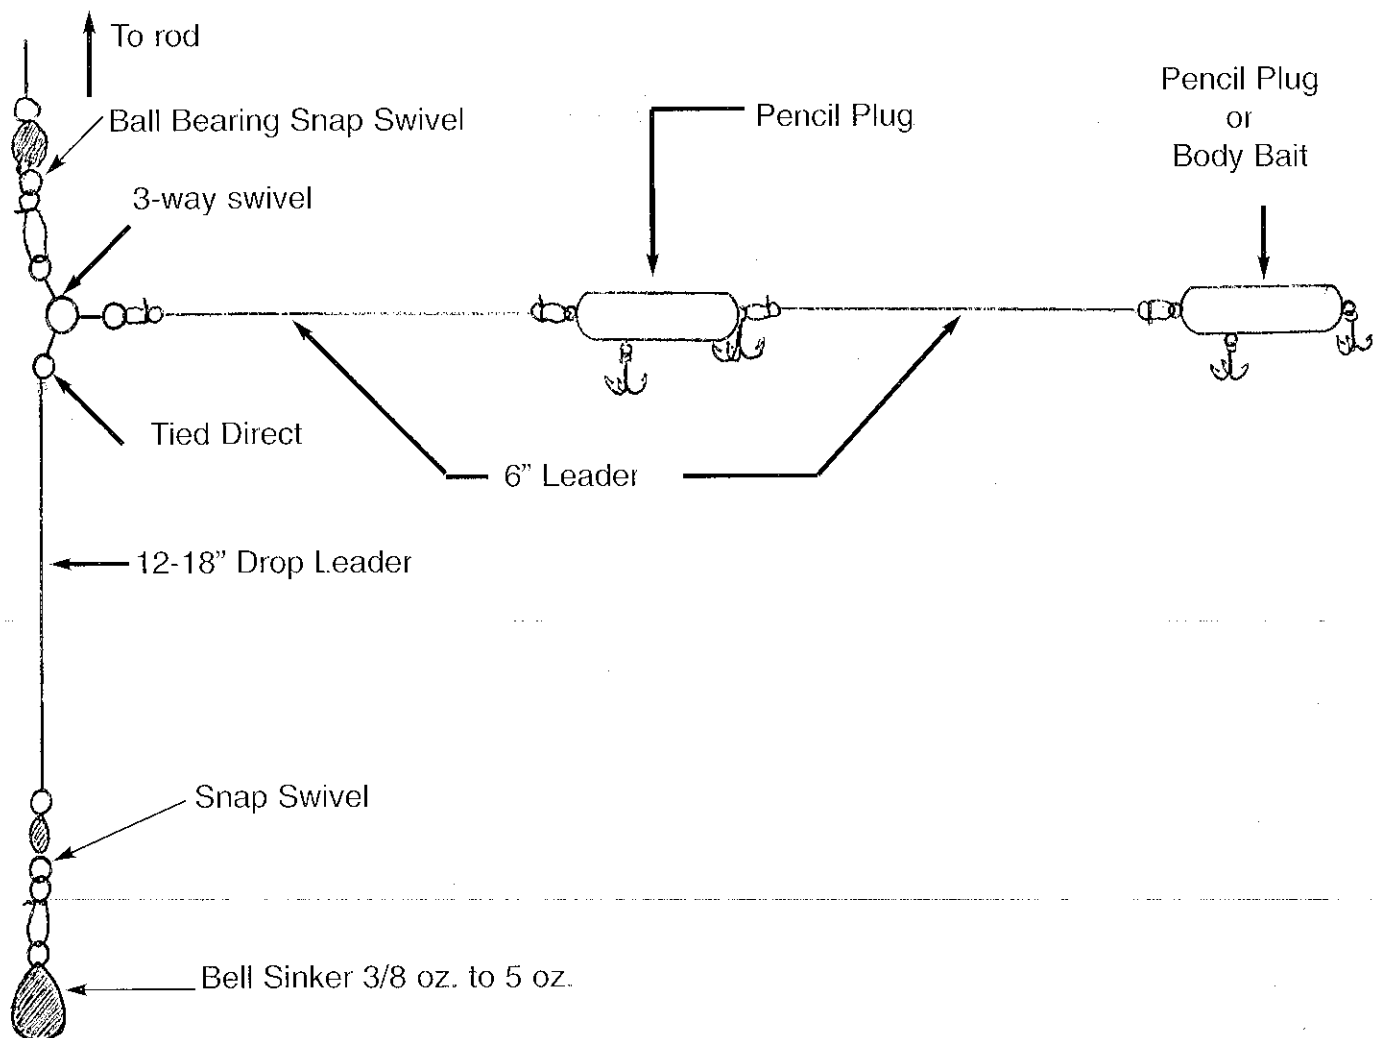 To rod
Ball Bearing Snap Swivel
3-way swivel
Pencil Plug
Pencil Plug
or
Body Bait
Tied Direct
6” Leader
12-18” Drop Leader
Snap Swivel
Bell Sinker 3/8 oz. to 5 oz.